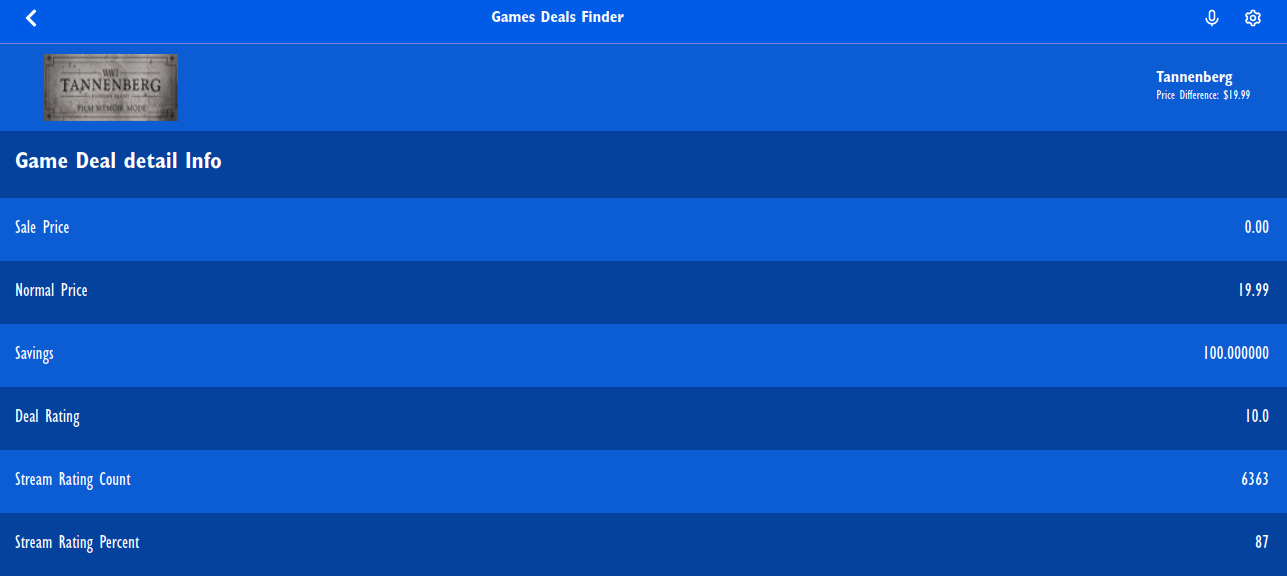 Games Deals Finder
WWI
TANNENBERG
FILM MEMOIR MODE
Tannenberg
Price Difference: $19.99
Game Deal detail Info
Sale Price
0.00
Normal Price
19.99
Savings
100.000000
Deal Rating
10.0
Stream Rating Count
6363
Stream Rating Percent
87